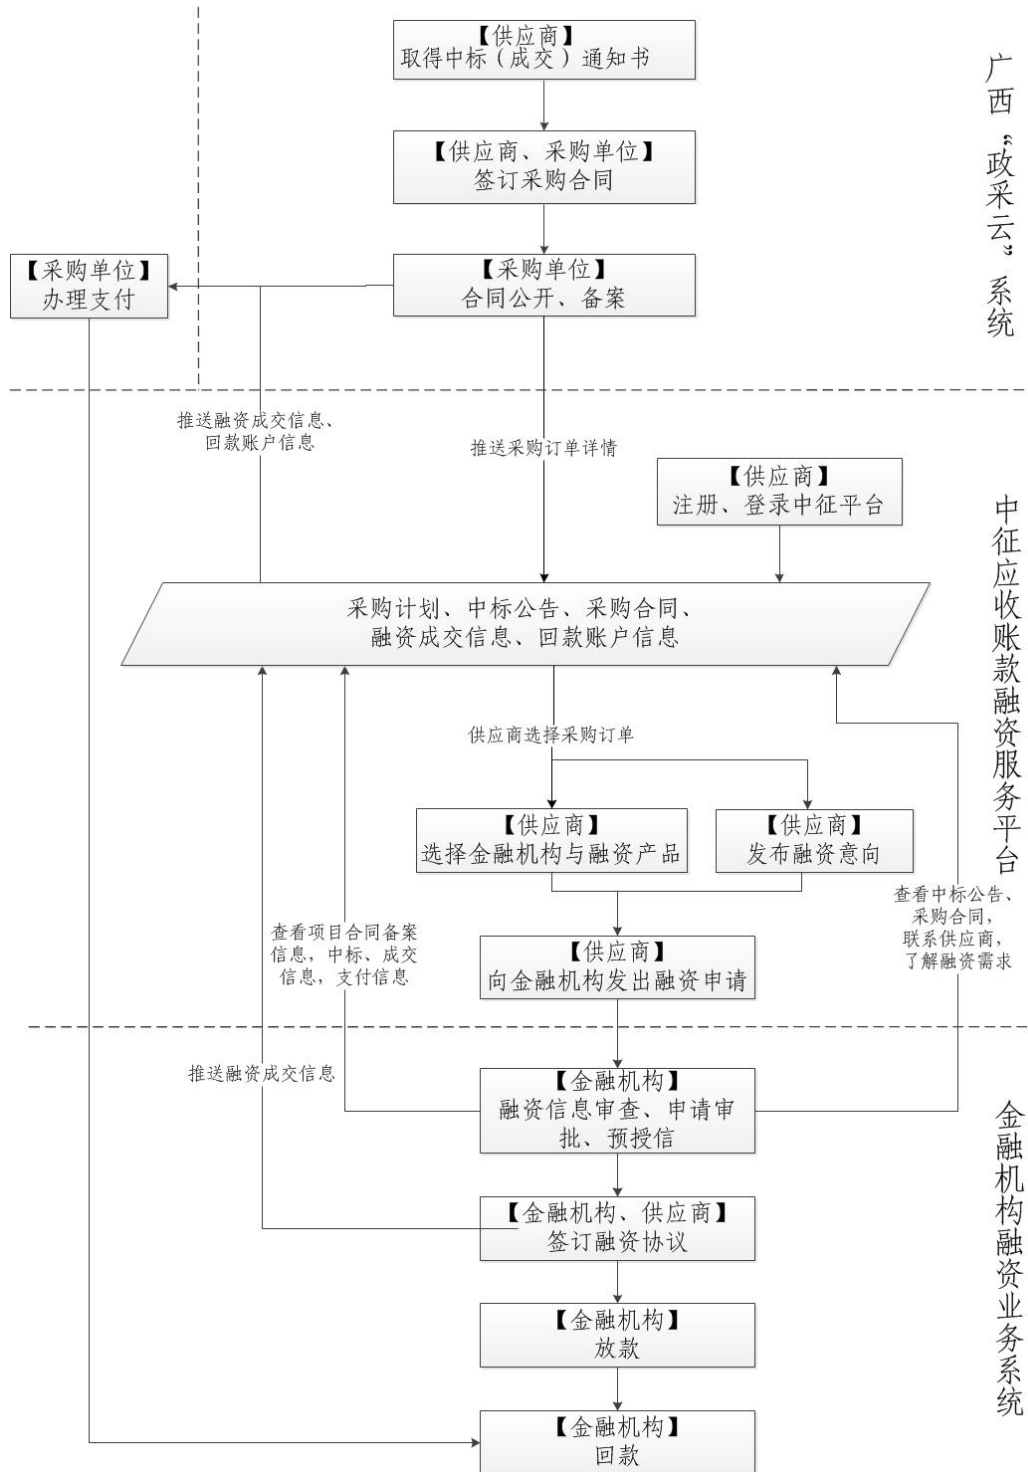 【供应商】
取得中标（成交）通知书
广西“政采云”系统
【供应商、采购单位】
签订采购合同
【采购单位】
办理支付
【采购单位】
合同公开、备案
推送融资成交信息、
回款账户信息
推送采购订单详情
【供应商】
注册、登录中征平台
中征应收账款融资服务平台
采购计划、中标公告、采购合同、
融资成交信息、回款账户信息
供应商选择采购订单
【供应商】
选择金融机构与融资产品
【供应商】
发布融资意向
查看中标公告、
采购合同，
联系供应商，
了解融资需求
查看项目合同备案
信息，中标、成交
信息，支付信息
【供应商】
向金融机构发出融资申请
推送融资成交信息
【金融机构】
融资信息审查、申请审
批、预授信
金融机构融资业务系统
【金融机构、供应商】
签订融资协议
【金融机构】
放款
【金融机构】
回款